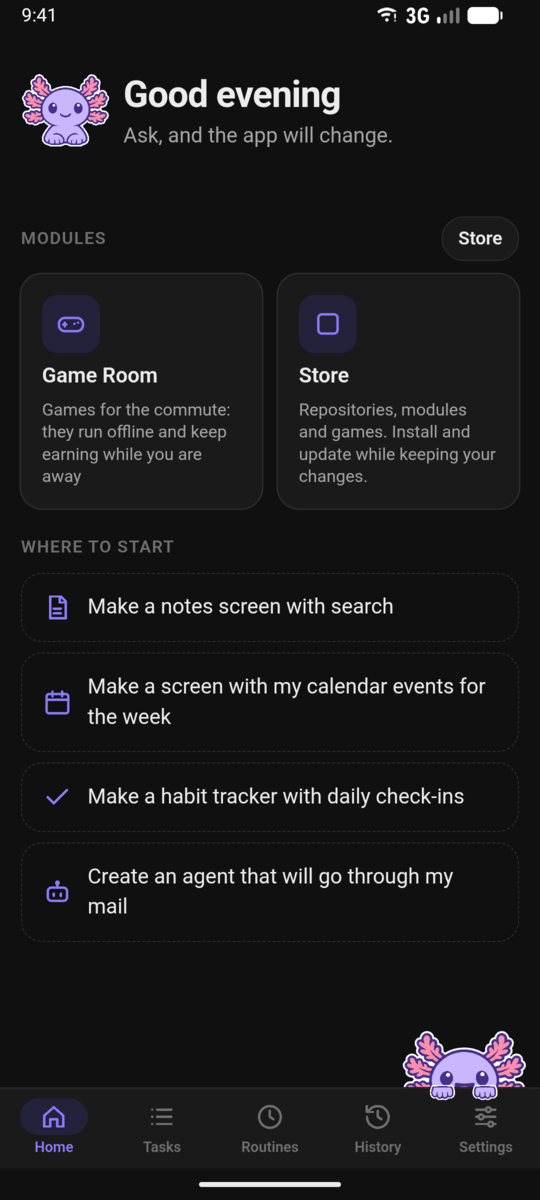 9:41
3G
Good evening
Ask, and the app will change.
MODULES
Store
Game Room
Games for the commute:
they run offline and keep
earning while you are
away
Store
Repositories, modules
and games. Install and
update while keeping your
changes.
WHERE TO START
Make a notes screen with search
Make a screen with my calendar events for
the week
Make a habit tracker with daily check-ins
Create an agent that will go through my
mail
Home
Tasks
Routines
History
Settings